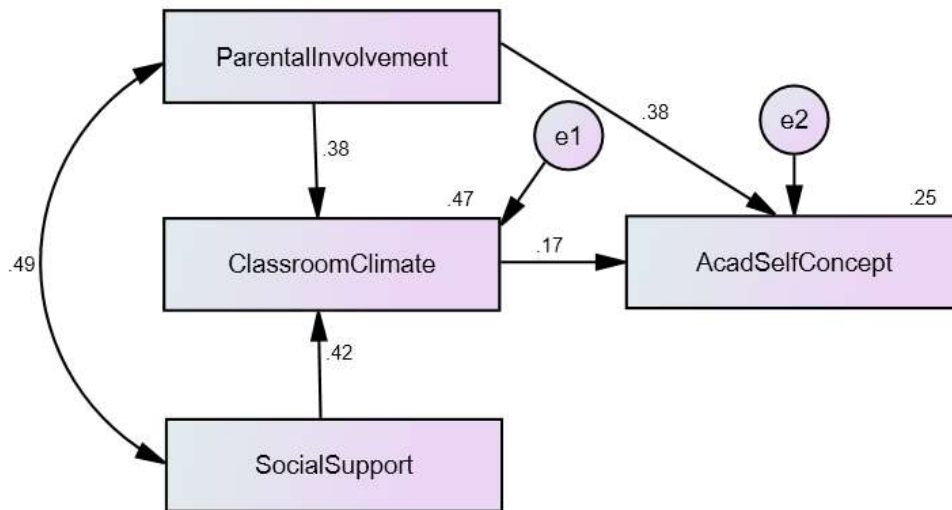 ParentalInvolvement
e1
.38
e2
.38
.47
.25
ClassroomClimate
.17
AcadSelfConcept
.49
.42
SocialSupport